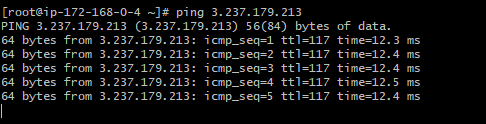 [root@ip-172-168-0-4 ~]# ping 3.237.179.213
PING 3.237.179.213 (3.237.179.213) 56(84) bytes of data.
64 bytes from 3.237.179.213: icmp_seq=1 ttl=117 time=12.3 ms
64 bytes from 3.237.179.213: icmp_seq=2 ttl=117 time=12.4 ms
64 bytes from 3.237.179.213: icmp_seq=3 ttl=117 time=12.4 ms
64 bytes from 3.237.179.213: icmp_seq=4 ttl=117 time=12.5 ms
64 bytes from 3.237.179.213: icmp_seq=5 ttl=117 time=12.4 ms